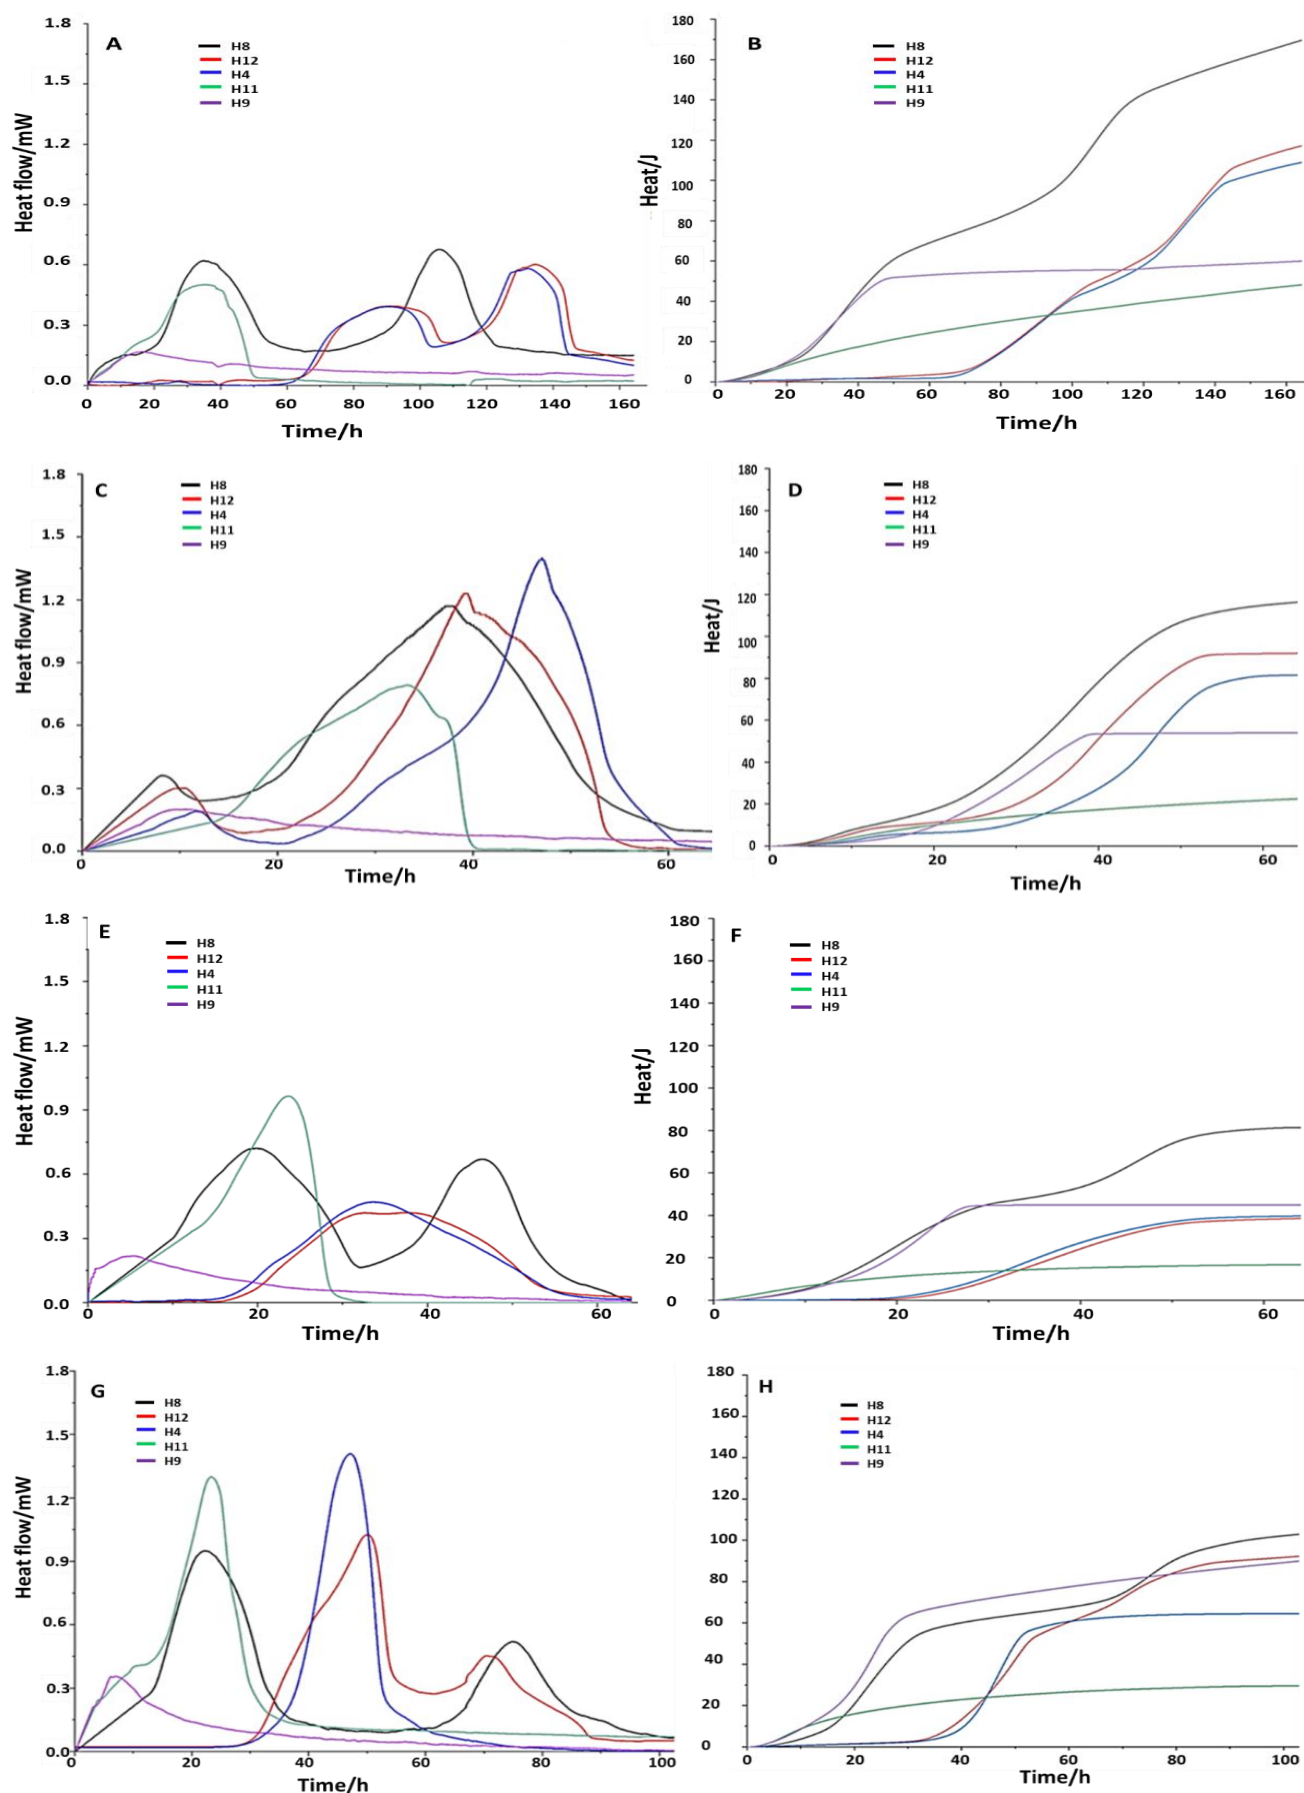 A
H8
H12
H4
H11
H9
Heat flow/mW
1.8
1.5
1.2
0.9
0.6
0.3
0.0
0 20 40 60 80 100 120 140 160
Time/h
B
H8
H12
H4
H11
H9
Heat/J
180
160
140
120
100
80
60
40
20
0
0 20 40 60 80 100 120 140 160
Time/h
C
H8
H12
H4
H11
H9
Heat flow/mW
1.8
1.5
1.2
0.9
0.6
0.3
0.0
0 20 40 60
Time/h
D
H8
H12
H4
H11
H9
Heat/J
180
160
140
120
100
80
60
40
20
0
0 20 40 60
Time/h
E
H8
H12
H4
H11
H9
Heat flow/mW
1.8
1.5
1.2
0.9
0.6
0.3
0.0
0 20 40 60
Time/h
F
H8
H12
H4
H11
H9
Heat/J
180
160
140
120
100
80
60
40
20
0
0 20 40 60
Time/h
G
H8
H12
H4
H11
H9
Heat flow/mW
1.8
1.5
1.2
0.9
0.6
0.3
0.0
0 20 40 60 80 100
Time/h
H
H8
H12
H4
H11
H9
Heat/J
180
160
140
120
100
80
60
40
20
0
0 20 40 60 80 100
Time/h